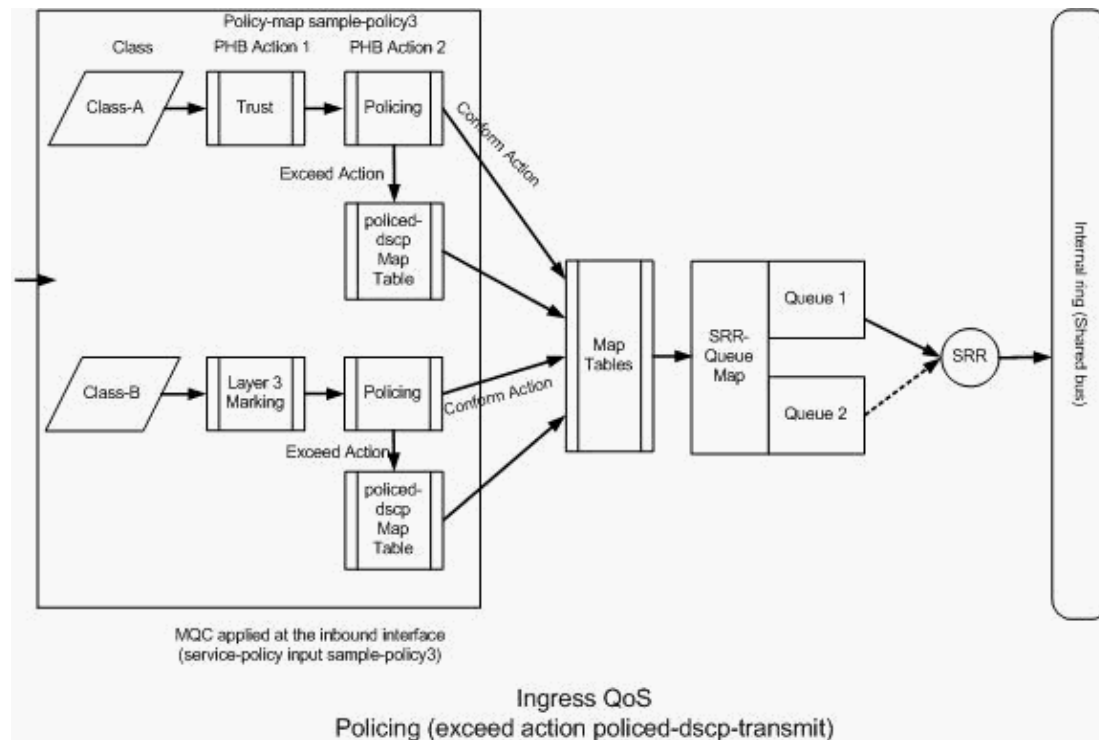 Policy-map sample-policy3
Class
PHB Action 1
PHB Action 2
Class-A
Trust
Policing
Conform Action
Exceed Action
policed-
dscp
Map
Table
Class-B
Layer 3
Marking
Policing
Conform Action
Exceed Action
policed-
dscp
Map
Table
Map
Tables
SRR-
Queue
Map
Queue 1
Queue 2
SRR
Internal ring (Shared bus)
MQC applied at the inbound interface
(service-policy input sample-policy3)
Ingress QoS
Policing (exceed action policed-dscp-transmit)